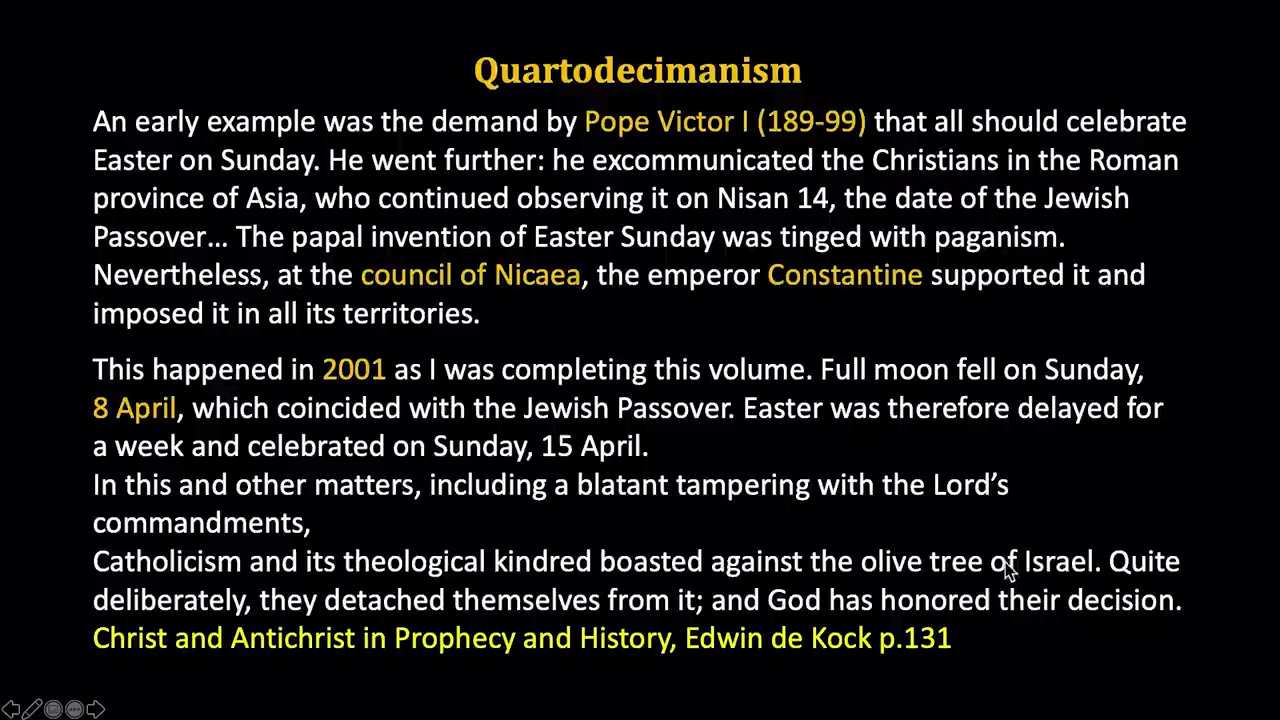 Quartodecimanism
An early example was the demand by Pope Victor I (189-99) that all should celebrate
Easter on Sunday. He went further: he excommunicated the Christians in the Roman
province of Asia, who continued observing it on Nisan 14, the date of the Jewish
Passover… The papal invention of Easter Sunday was tinged with paganism.
Nevertheless, at the council of Nicaea, the emperor Constantine supported it and
imposed it in all its territories.
This happened in 2001 as I was completing this volume. Full moon fell on Sunday,
8 April, which coincided with the Jewish Passover. Easter was therefore delayed for
a week and celebrated on Sunday, 15 April.
In this and other matters, including a blatant tampering with the Lord’s
commandments,
Catholicism and its theological kindred boasted against the olive tree of Israel. Quite
deliberately, they detached themselves from it; and God has honored their decision.
Christ and Antichrist in Prophecy and History, Edwin de Kock p.131